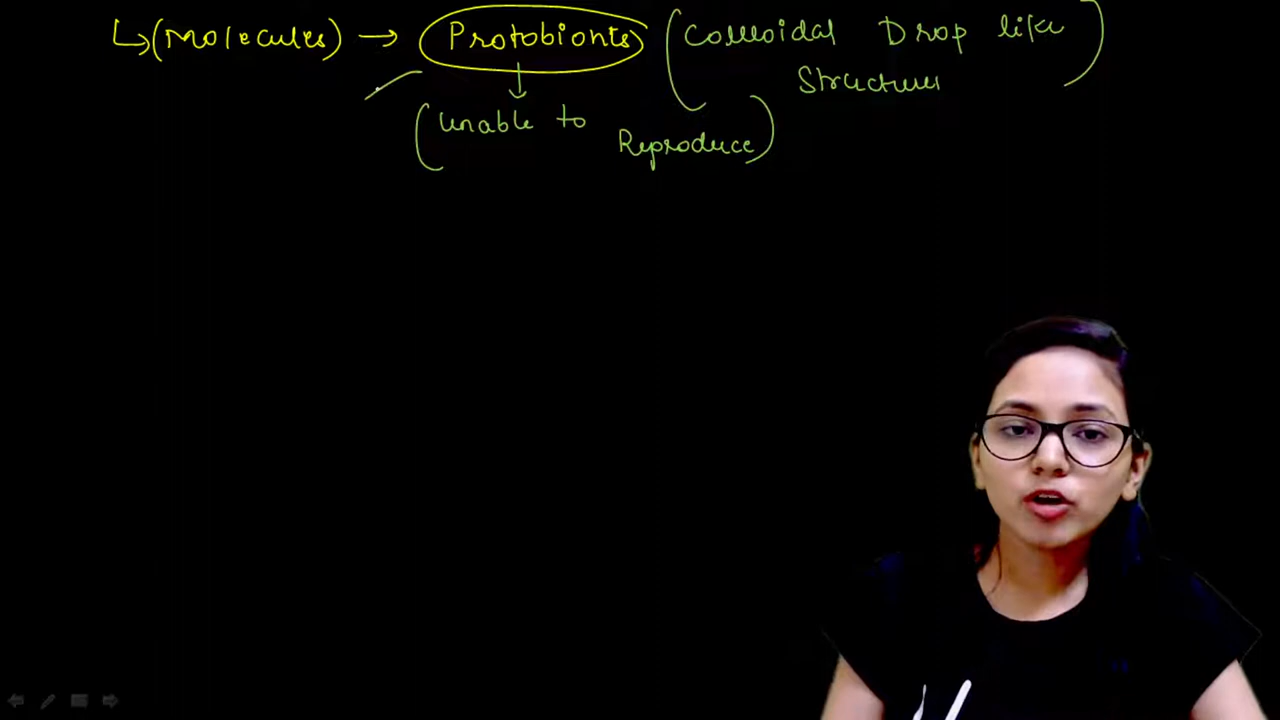 ↳(Molecules) → Protobionts (Colloidal Drop like
Structures
(unable to
Reproduce)